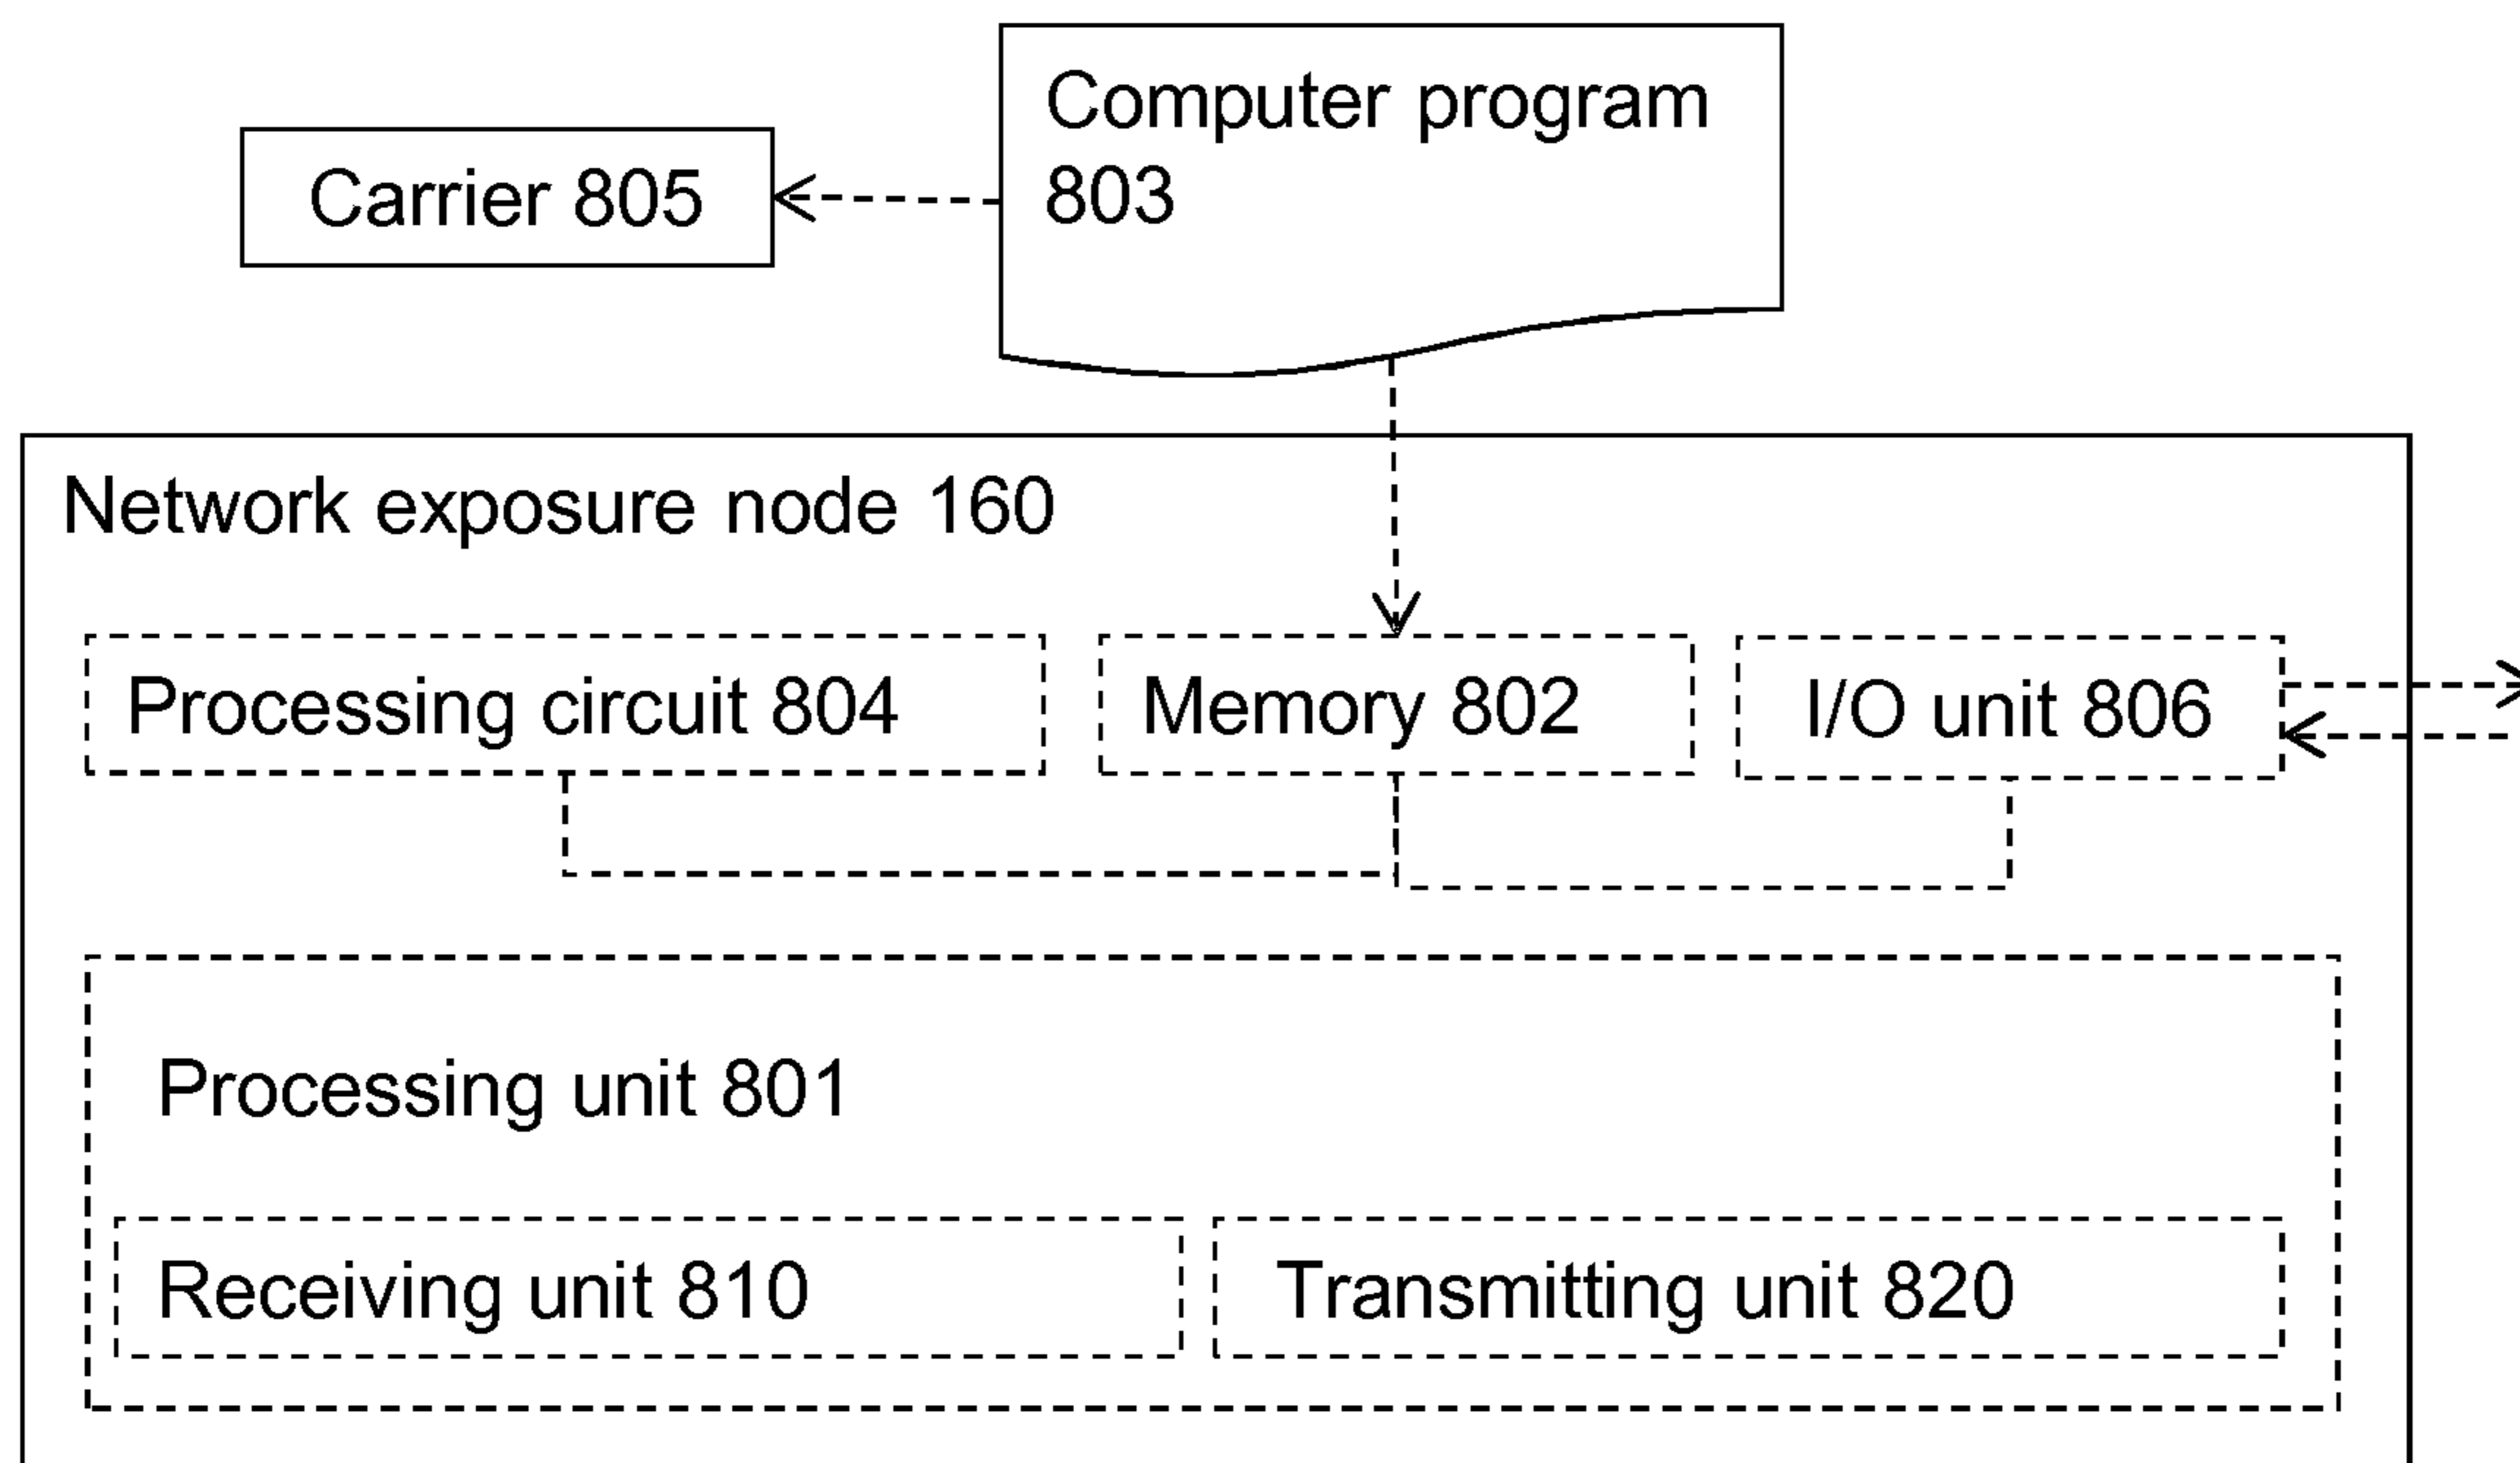 Computer program
803
Carrier 805
Network exposure node 160
Processing circuit 804
Memory 802
I/O unit 806
Processing unit 801
Receiving unit 810
Transmitting unit 820